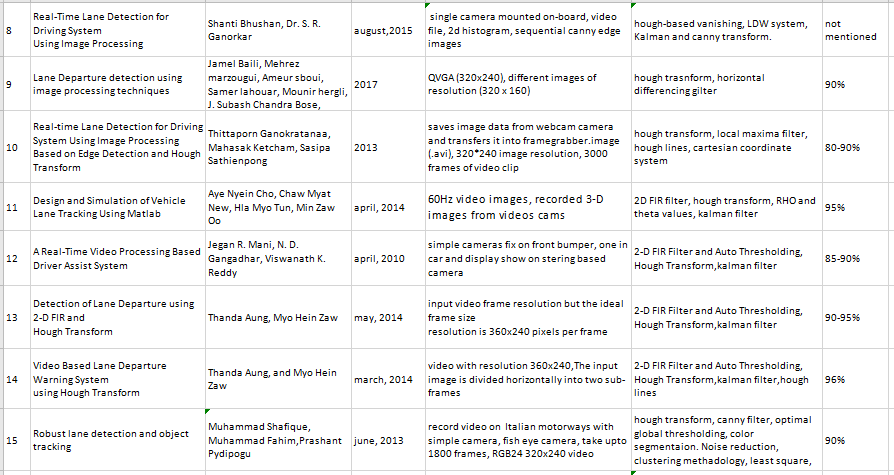 8
Real-Time Lane Detection for
Driving System
Using Image Processing
Shanti Bhushan, Dr. S. R.
Ganorkar
august,2015
single camera mounted on-board, video
file, 2d histogram, sequential canny edge
images
hough-based vanishing, LDW system,
Kalman and canny transform.
not
mentioned
9
Lane Departure detection using
image processing techniques
Jamel Baili, Mehrez
marzougui, Ameur sboui,
Samer lahouar, Mounir hergli,
J. Subash Chandra Bose,
2017
QVGA (320x240), different images of
resolution (320 x 160)
hough trasnform, horizontal
differencing gilter
90%
10
Real-time Lane Detection for Driving
System Using Image Processing
Based on Edge Detection and Hough
Transform
Thittaporn Ganokratanaa,
Mahasak Ketcham, Sasipa
Sathienpong
2013
saves image data from webcam camera
and transfers it into framegrabber.image
(.avi), 320*240 image resolution, 3000
frames of video clip
hough transform, local maxima filter,
hough lines, cartesian coordinate
system
80-90%
11
Design and Simulation of Vehicle
Lane Tracking Using Matlab
Aye Nyein Cho, Chaw Myat
New, Hla Myo Tun, Min Zaw
Oo
april, 2014
60Hz video images, recorded 3-D
images from videos cams
2D FIR filter, hough transform, RHO and
theta values, kalman filter
95%
12
A Real-Time Video Processing Based
Driver Assist System
Jegan R. Mani, N. D.
Gangadhar, Viswanath K.
Reddy
april, 2010
simple cameras fix on front bumper, one in
car and display show on stering based
camera
2-D FIR Filter and Auto Thresholding,
Hough Transform,kalman filter
85-90%
13
Detection of Lane Departure using
2-D FIR and
Hough Transform
Thanda Aung, Myo Hein Zaw
may, 2014
input video frame resolution but the ideal
frame size
resolution is 360x240 pixels per frame
2-D FIR Filter and Auto Thresholding,
Hough Transform,kalman filter
90-95%
14
Video Based Lane Departure
Warning System
using Hough Transform
Thanda Aung, and Myo Hein
Zaw
march, 2014
video with resolution 360x240,The input
image is divided horizontally into two sub-
frames
2-D FIR Filter and Auto Thresholding,
Hough Transform,kalman filter,hough
lines
96%
15
Robust lane detection and object
tracking
Muhammad Shafique,
Muhammad Fahim,Prashant
Pydipogu
june, 2013
record video on Italian motorways with
simple camera, fish eye camera, take upto
1800 frames, RGB24 320x240 video
hough transform, canny filter, optimal
global thresholding, color
segmentaion. Noise reduction,
clustering methadology, least square,
90%